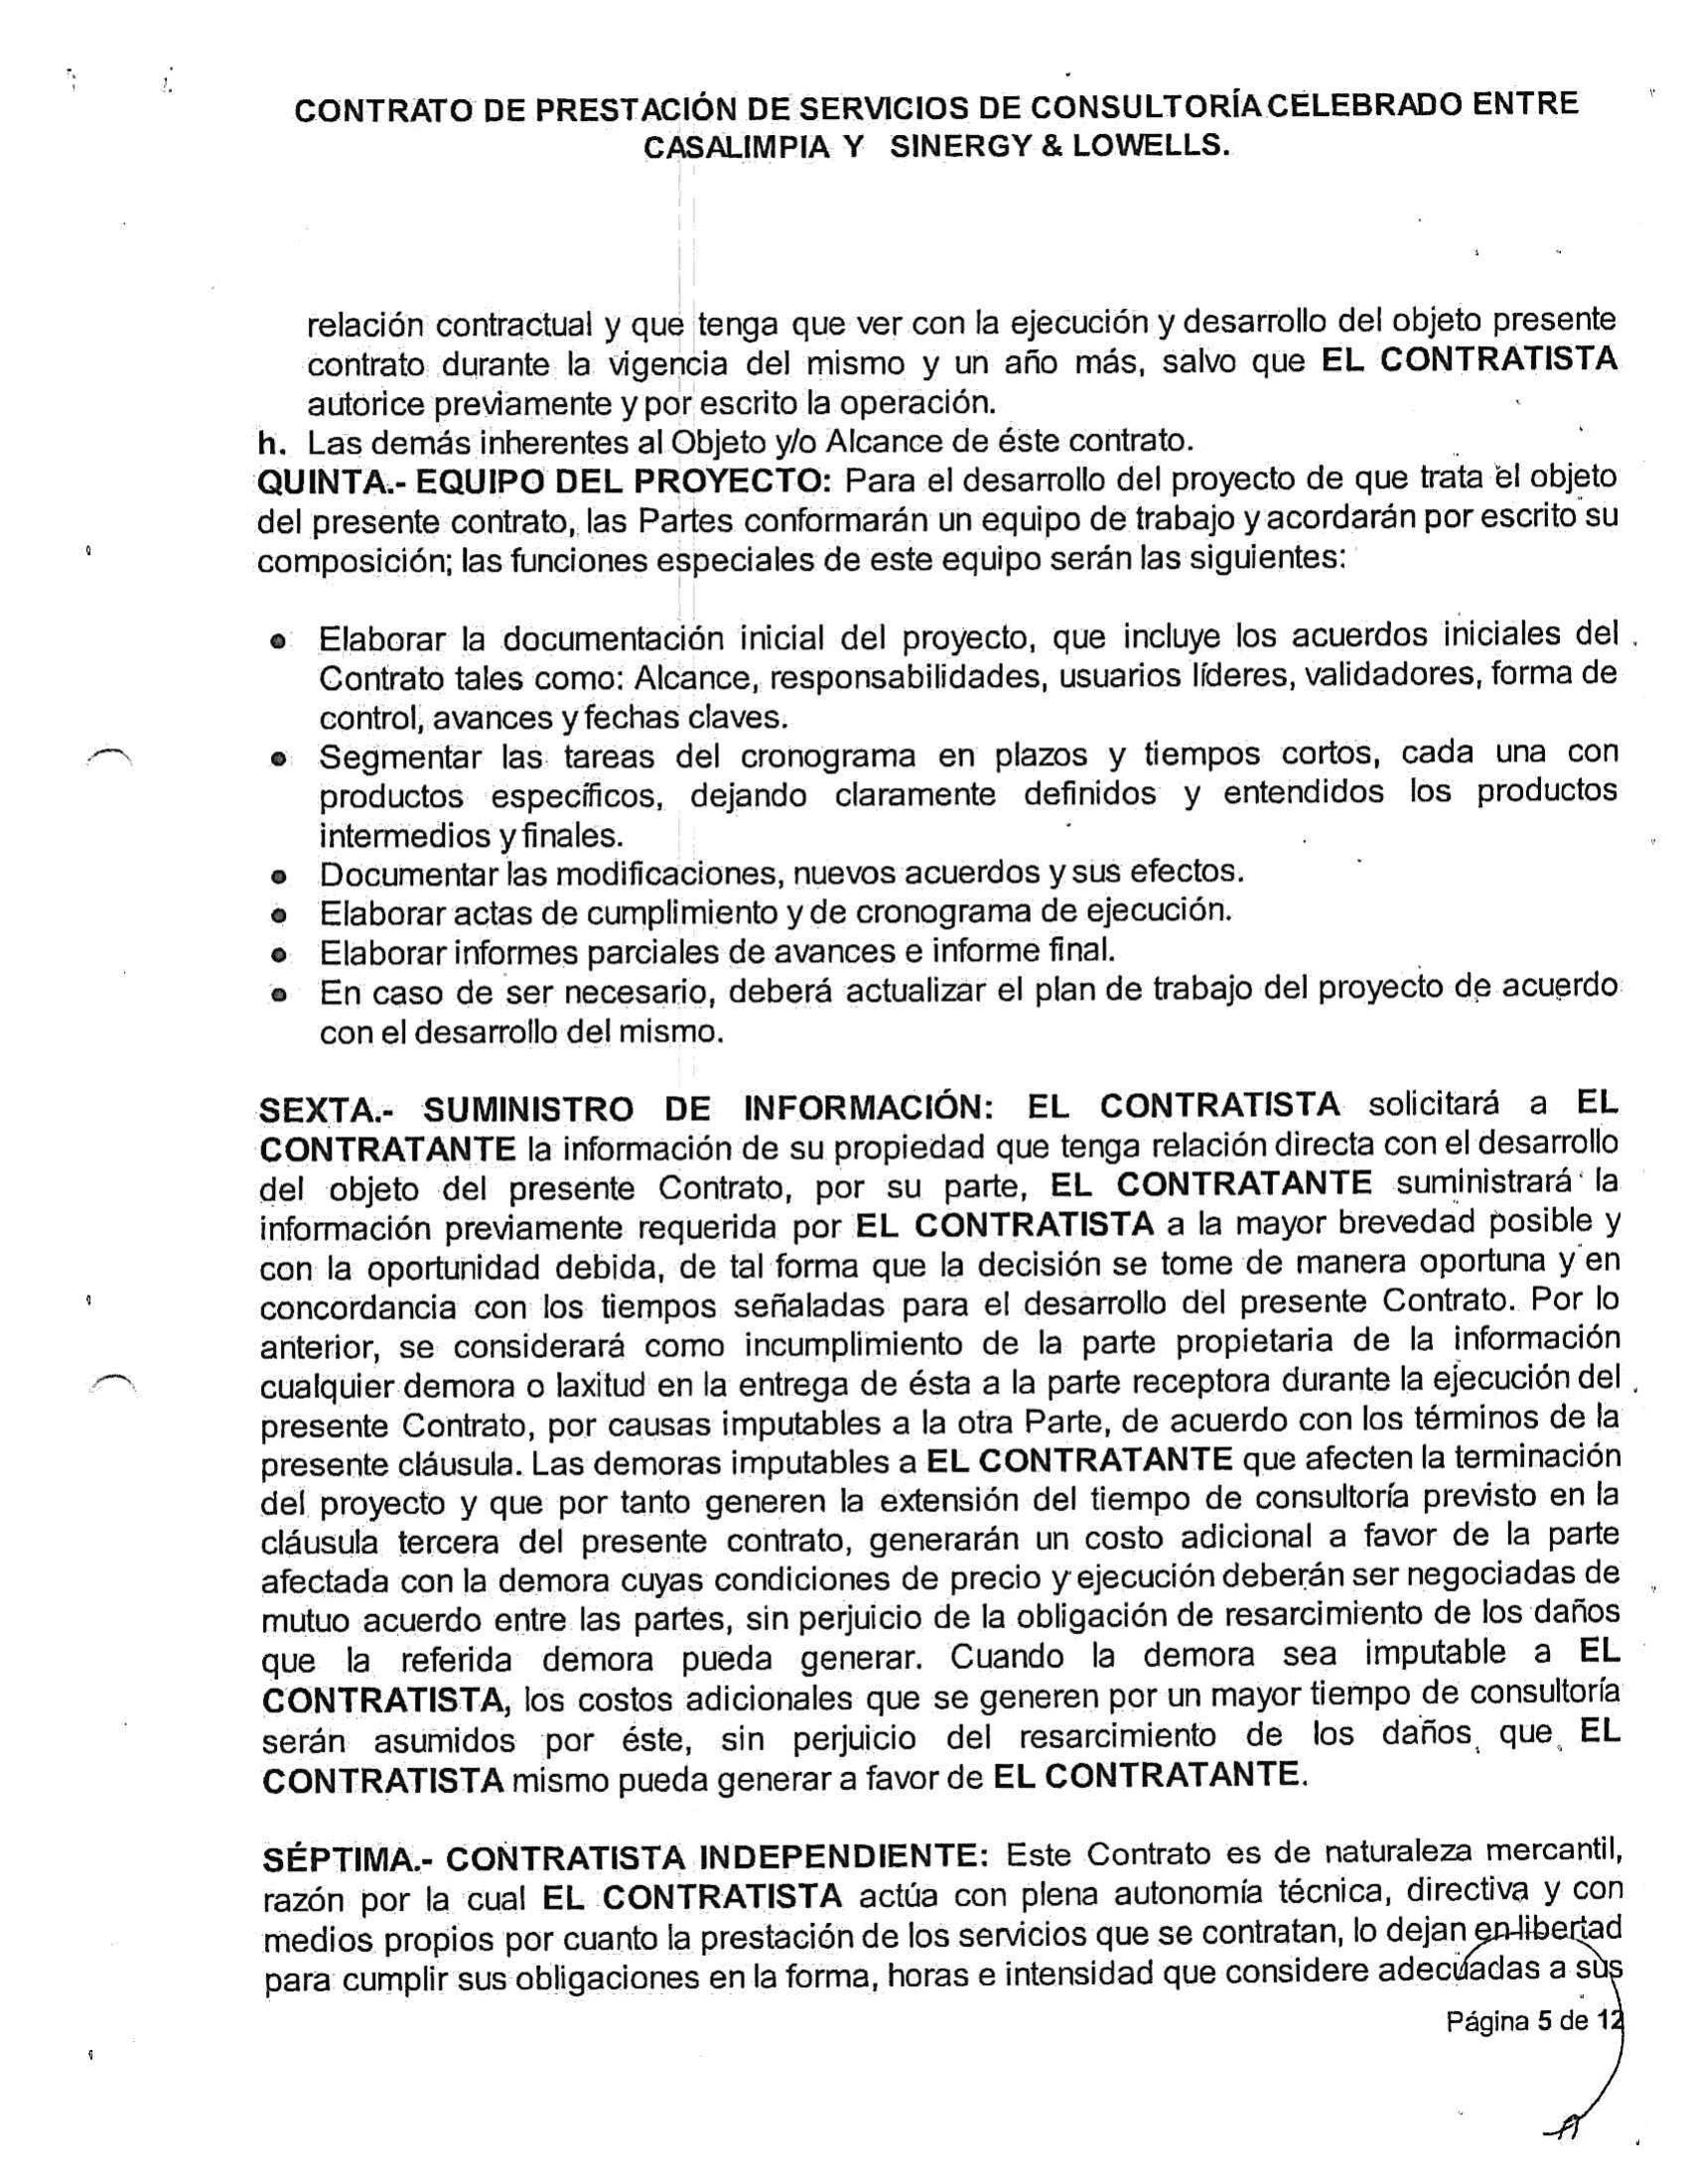 CONTRATO DE PRESTACIÓN DE SERVICIOS DE CONSULTORÍA CELEBRADO ENTRE
CASALIMPIA Y SINERGY & LOWELLS.
relación contractual y que tenga que ver con la ejecución y desarrollo del objeto presente
contrato durante la vigencia del mismo y un año más, salvo que EL CONTRATISTA
autorice previamente y por escrito la operación.
h. Las demás inherentes al Objeto y/o Alcance de éste contrato.
QUINTA.- EQUIPO DEL PROYECTO: Para el desarrollo del proyecto de que trata el objeto
del presente contrato, las Partes conformarán un equipo de trabajo y acordarán por escrito su
composición; las funciones especiales de este equipo serán las siguientes:
• Elaborar la documentación inicial del proyecto, que incluye los acuerdos iniciales del
Contrato tales como: Alcance, responsabilidades, usuarios líderes, validadores, forma de
control, avances y fechas claves.
• Segmentar las tareas del cronograma en plazos y tiempos cortos, cada una con
productos específicos, dejando claramente definidos y entendidos los productos
intermedios y finales.
• Documentar las modificaciones, nuevos acuerdos y sus efectos.
• Elaborar actas de cumplimiento y de cronograma de ejecución.
• Elaborar informes parciales de avances e informe final.
• En caso de ser necesario, deberá actualizar el plan de trabajo del proyecto de acuerdo
con el desarrollo del mismo.
SEXTA.- SUMINISTRO DE INFORMACIÓN: EL CONTRATISTA solicitará a EL
CONTRATANTE la información de su propiedad que tenga relación directa con el desarrollo
del objeto del presente Contrato, por su parte, EL CONTRATANTE suministrará la
información previamente requerida por EL CONTRATISTA a la mayor brevedad posible y
con la oportunidad debida, de tal forma que la decisión se tome de manera oportuna y en
concordancia con los tiempos señaladas para el desarrollo del presente Contrato. Por lo
anterior, se considerará como incumplimiento de la parte propietaria de la información
cualquier demora o laxitud en la entrega de ésta a la parte receptora durante la ejecución del
presente Contrato, por causas imputables a la otra Parte, de acuerdo con los términos de la
presente cláusula. Las demoras imputables a EL CONTRATANTE que afecten la terminación
del proyecto y que por tanto generen la extensión del tiempo de consultoría previsto en la
cláusula tercera del presente contrato, generarán un costo adicional a favor de la parte
afectada con la demora cuyas condiciones de precio y ejecución deberán ser negociadas de
mutuo acuerdo entre las partes, sin perjuicio de la obligación de resarcimiento de los daños
que la referida demora pueda generar. Cuando la demora sea imputable a EL
CONTRATISTA, los costos adicionales que se generen por un mayor tiempo de consultoría
serán asumidos por éste, sin perjuicio del resarcimiento de los daños que EL
CONTRATISTA mismo pueda generar a favor de EL CONTRATANTE.
SÉPTIMA.- CONTRATISTA INDEPENDIENTE: Este Contrato es de naturaleza mercantil,
razón por la cual EL CONTRATISTA actúa con plena autonomía técnica, directiva y con
medios propios por cuanto la prestación de los servicios que se contratan, lo dejan en libertad
para cumplir sus obligaciones en la forma, horas e intensidad que considere adecuadas a sus
Página 5 de 12